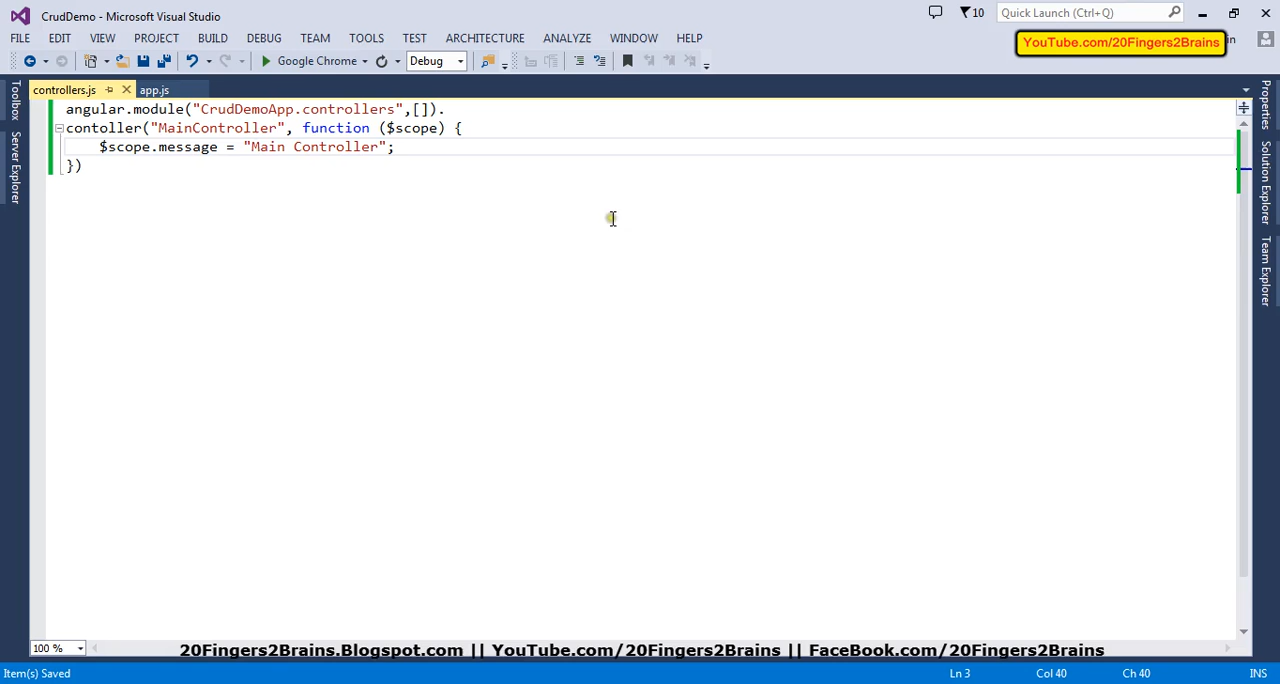 CrudDemo - Microsoft Visual Studio
10
Quick Launch (Ctrl+Q)
FILE EDIT VIEW PROJECT BUILD DEBUG TEAM TOOLS TEST ARCHITECTURE ANALYZE WINDOW HELP
YouTube.com/20Fingers2Brains
in
Google Chrome
Debug
controllers.js
app.js
Toolbox
Server Explorer
angular.module("CrudDemoApp.controllers",[]).
contoller("MainController", function ($scope) {
$scope.message = "Main Controller";
})
Properties
Solution Explorer
Team Explorer
100 %
20Fingers2Brains.Blogspot.com || YouTube.com/20Fingers2Brains || FaceBook.com/20Fingers2Brains
Item(s) Saved
Ln 3
Col 40
Ch 40
INS